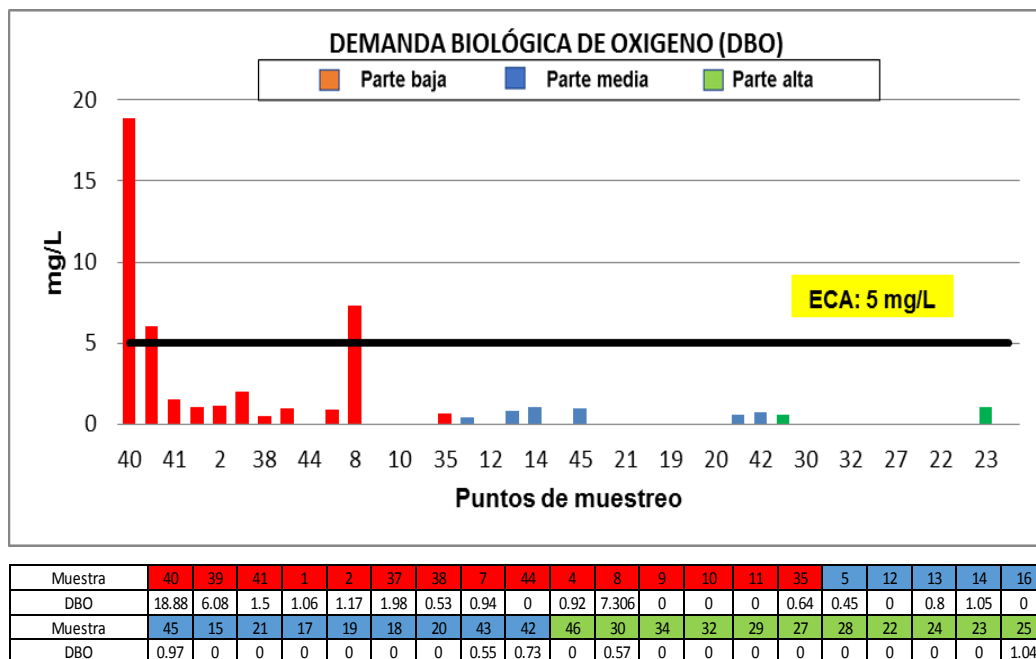 DEMANDA BIOLÓGICA DE OXIGENO (DBO)
Parte baja Parte media Parte alta
20
15
10
5
0
mg/L
ECA: 5 mg/L
40 41 2 38 44 8 10 35 12 14 45 21 19 20 42 30 32 27 22 23
Puntos de muestreo
Muestra 40 39 41 1 2 37 38 7 44 4 8 9 10 11 35 5 12 13 14 16
DBO 18.88 6.08 1.5 1.06 1.17 1.98 0.53 0.94 0 0.92 7.306 0 0 0 0.64 0.45 0 0.8 1.05 0
Muestra 45 15 21 17 19 18 20 43 42 46 30 34 32 29 27 28 22 24 23 25
DBO 0.97 0 0 0 0 0 0 0.55 0.73 0 0.57 0 0 0 0 0 0 0 0 1.04